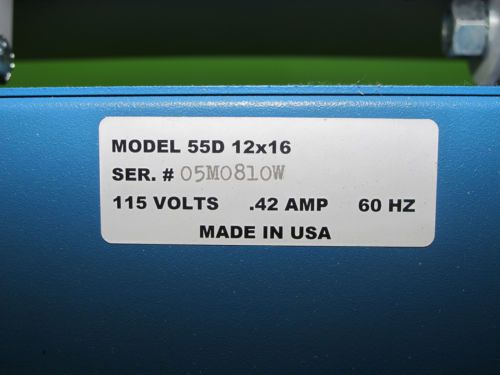 MODEL 55D 12x16
SER. # 05M0810W
115 VOLTS .42 AMP 60 HZ
MADE IN USA